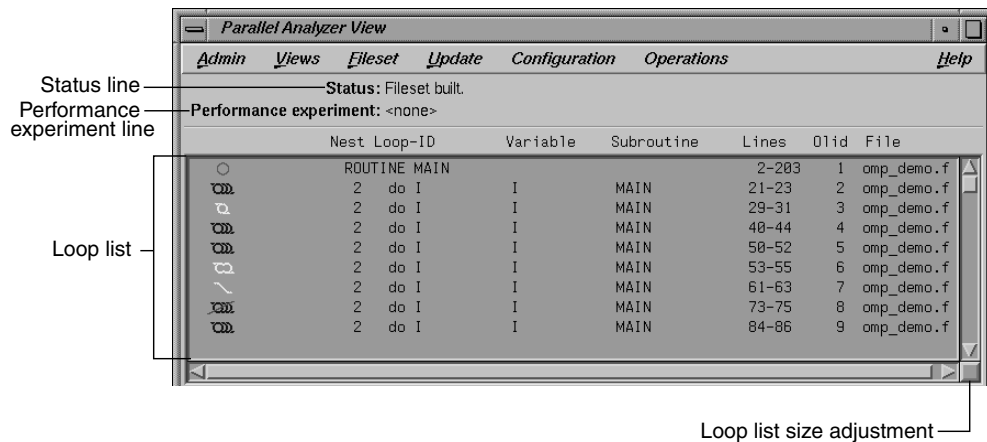 Parallel Analyzer View
Admin Views Fileset Update Configuration Operations Help
Status line
Status: Fileset built.
Performance experiment line
Performance experiment: <none>
Nest Loop-ID Variable Subroutine Lines Olid File
ROUTINE MAIN 2-203 1 omp_demo.f
2 do I I MAIN 21-23 2 omp_demo.f
2 do I I MAIN 29-31 3 omp_demo.f
2 do I I MAIN 40-44 4 omp_demo.f
Loop list
2 do I I MAIN 50-52 5 omp_demo.f
2 do I I MAIN 53-55 6 omp_demo.f
2 do I I MAIN 61-63 7 omp_demo.f
2 do I I MAIN 73-75 8 omp_demo.f
2 do I I MAIN 84-86 9 omp_demo.f
Loop list size adjustment